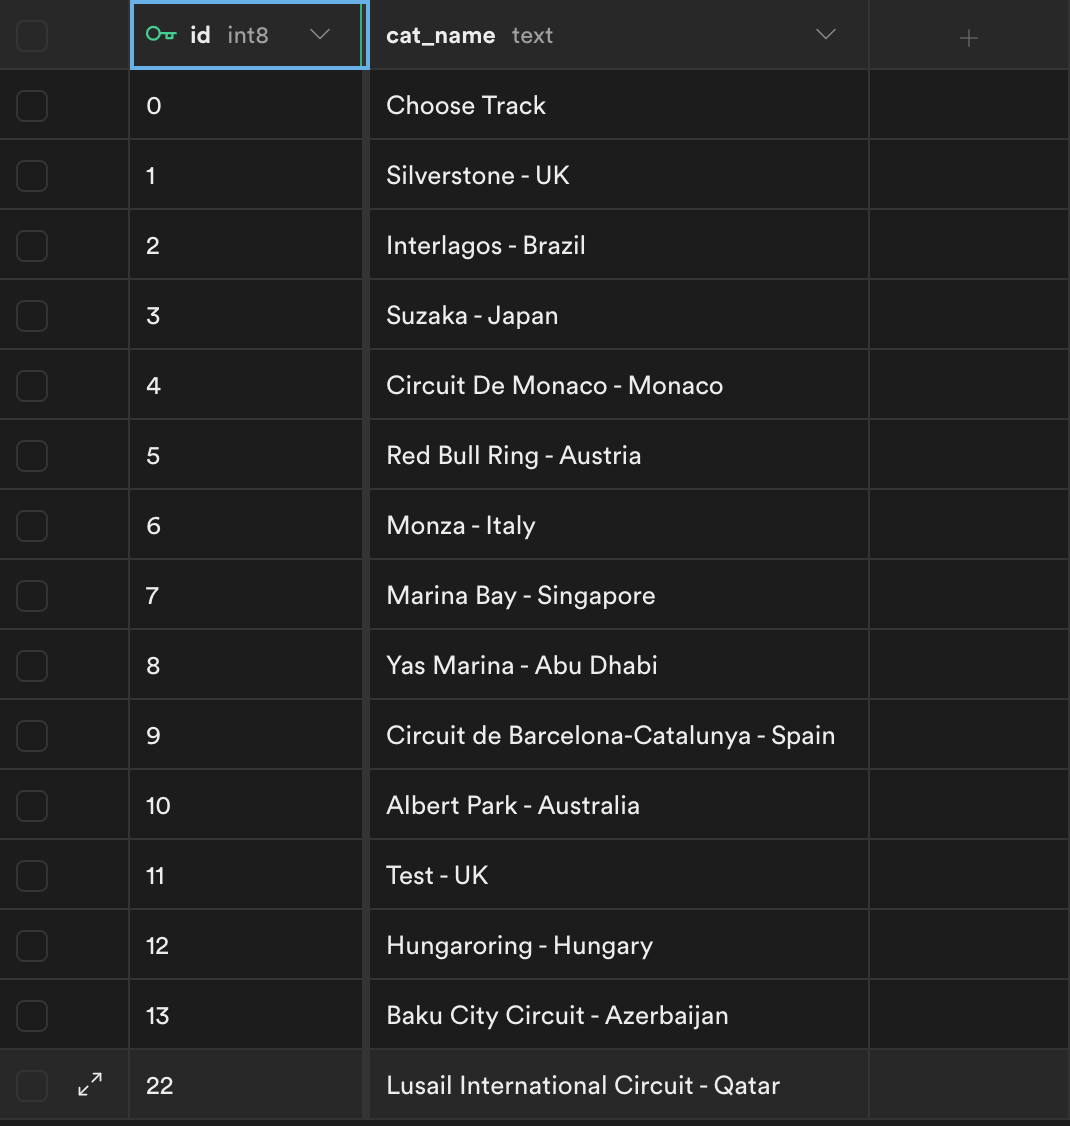 id int8 cat_name text
0 Choose Track
1 Silverstone - UK
2 Interlagos - Brazil
3 Suzaka - Japan
4 Circuit De Monaco - Monaco
5 Red Bull Ring - Austria
6 Monza - Italy
7 Marina Bay - Singapore
8 Yas Marina - Abu Dhabi
9 Circuit de Barcelona-Catalunya - Spain
10 Albert Park - Australia
11 Test - UK
12 Hungaroring - Hungary
13 Baku City Circuit - Azerbaijan
22 Lusail International Circuit - Qatar